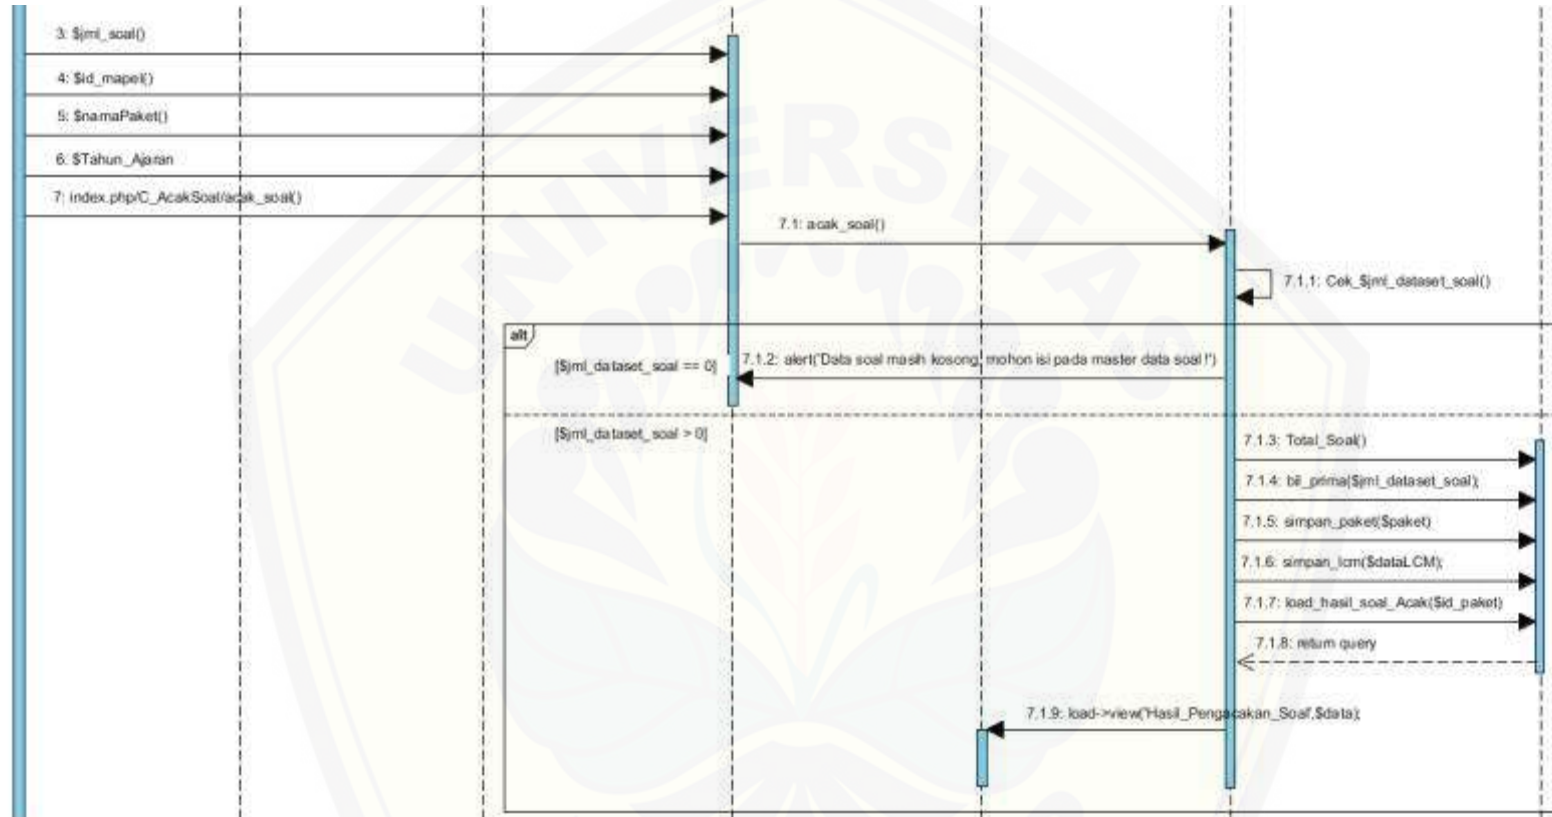 3: $jml_soal()
4: $id_mapel()
5: $namaPaket()
6: $Tahun_Ajaran
7: index.php/C_AcakSoal/acak_soal()
7.1: acak_soal()
7.1.1: Cek_$jml_dataset_soal()
alt
[$jml_dataset_soal == 0]
7.1.2: alert("Data soal masih kosong, mohon isi pada master data soal !")
[$jml_dataset_soal > 0]
7.1.3: Total_Soal()
7.1.4: bil_prima($jml_dataset_soal);
7.1.5: simpan_paket($paket)
7.1.6: simpan_lcm($dataLCM);
7.1.7: load_hasil_soal_Acak($id_paket)
7.1.8: return query
7.1.9: load->view("Hasil_Pengacakan_Soal",$data);
UNIVERSITAS